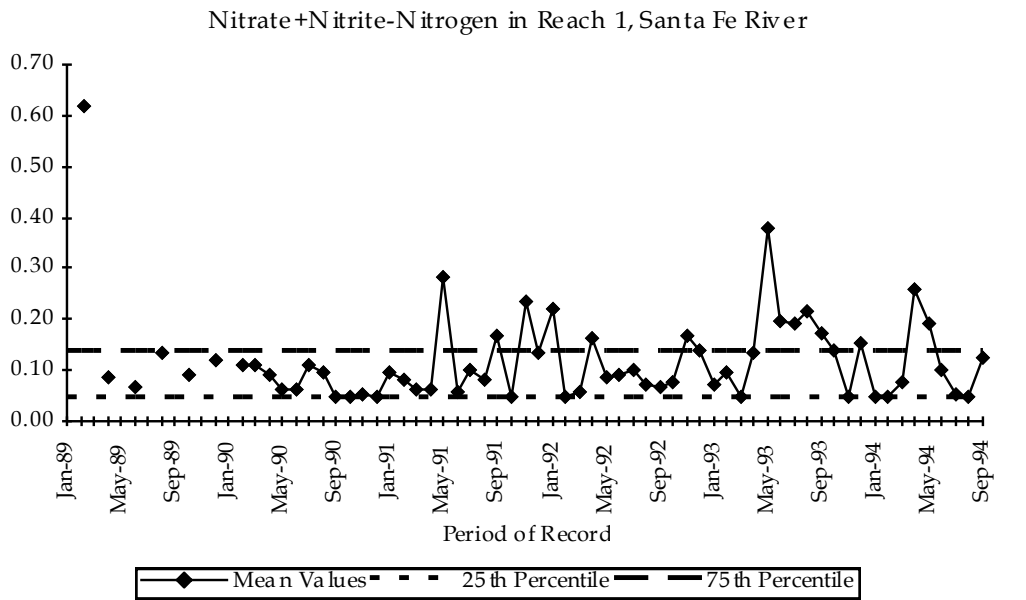 Nitrate+Nitrite-Nitrogen in Reach 1, Santa Fe River
0.70
0.60
0.50
0.40
0.30
0.20
0.10
0.00
Jan-89
May-89
Sep-89
Jan-90
May-90
Sep-90
Jan-91
May-91
Sep-91
Jan-92
May-92
Sep-92
Jan-93
May-93
Sep-93
Jan-94
May-94
Sep-94
Period of Record
Mean Values 25th Percentile 75th Percentile